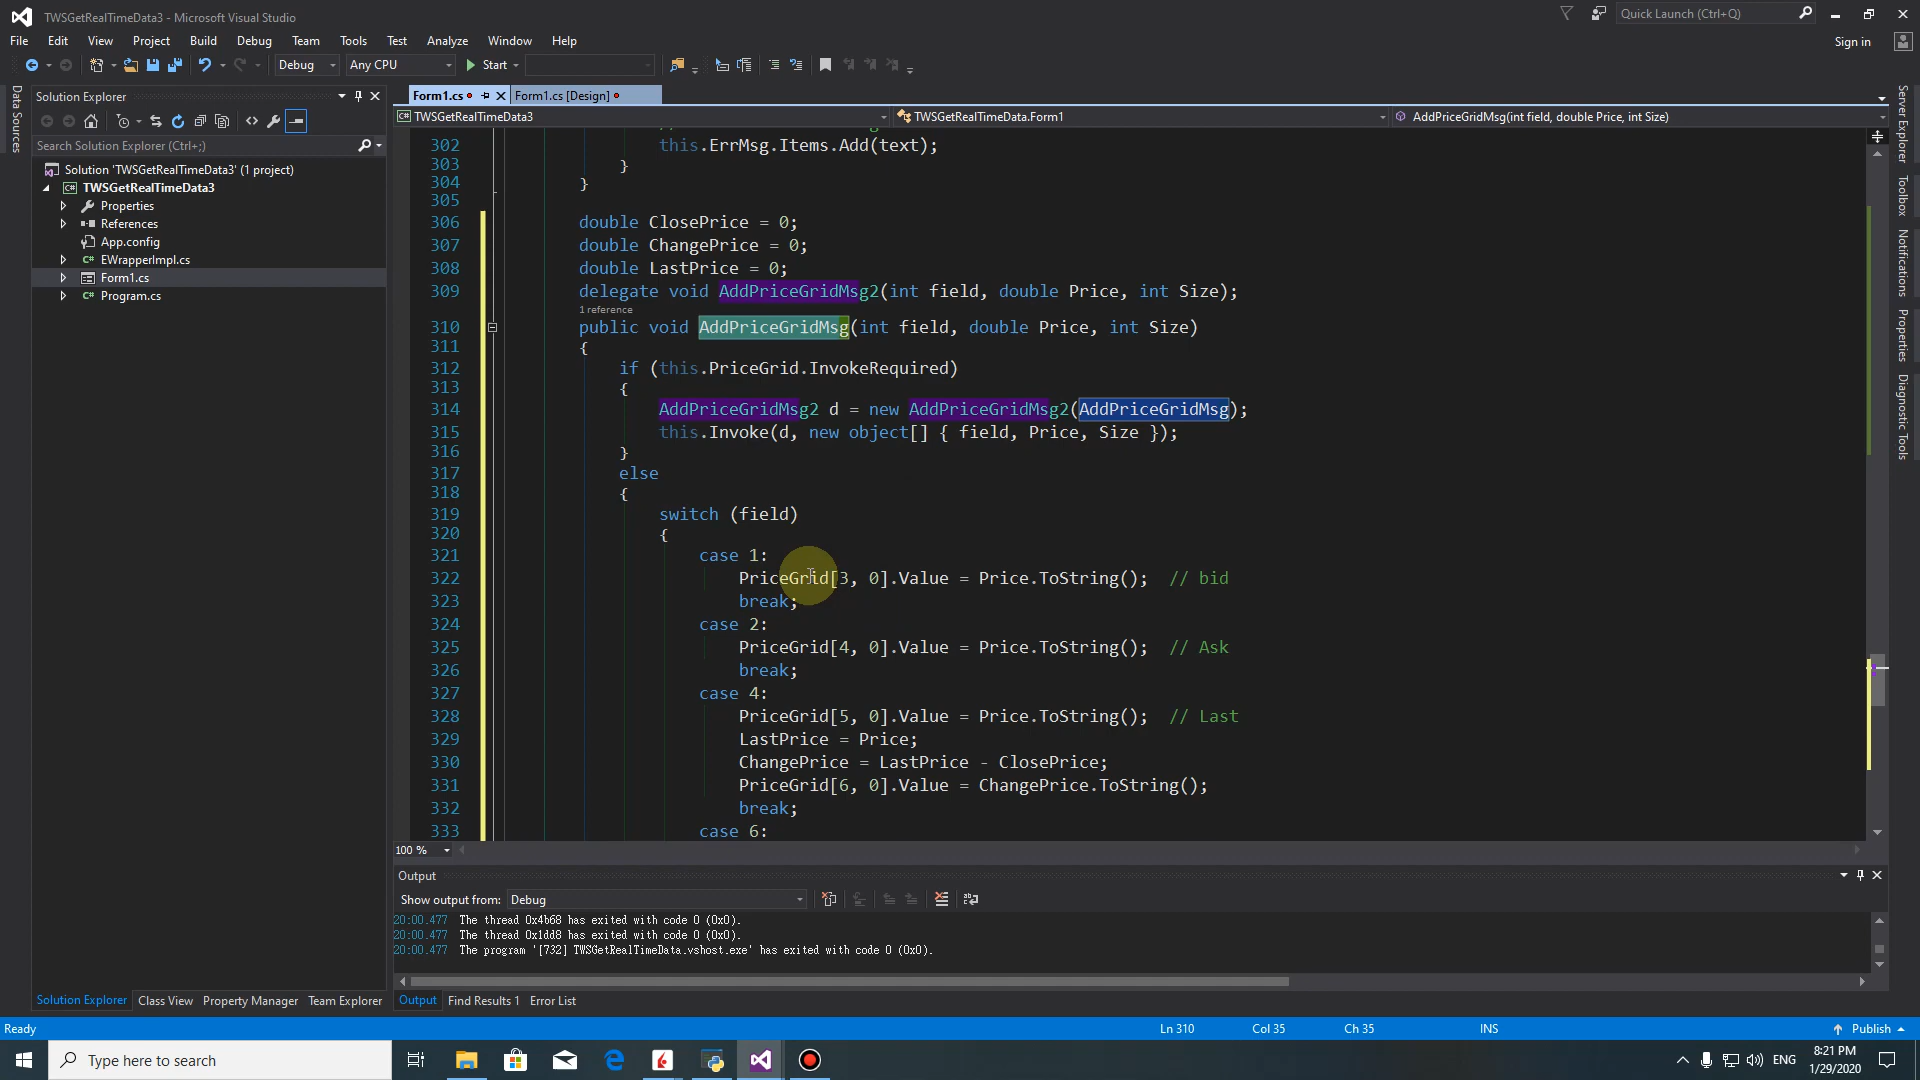 TWSGetRealTimeData3 - Microsoft Visual Studio
Quick Launch (Ctrl+Q)
File Edit View Project Build Debug Team Tools Test Analyze Window Help
Sign in
Debug Any CPU Start
Data Sources
Solution Explorer
Search Solution Explorer (Ctrl+;)
Solution 'TWSGetRealTimeData3' (1 project)
TWSGetRealTimeData3
Properties
References
App.config
EWrapperImpl.cs
Form1.cs
Program.cs
Form1.cs Form1.cs [Design]
TWSGetRealTimeData3 TWSGetRealTimeData.Form1 AddPriceGridMsg(int field, double Price, int Size)
302 this.ErrMsg.Items.Add(text);
303 }
304 }
305
306 double ClosePrice = 0;
307 double ChangePrice = 0;
308 double LastPrice = 0;
309 delegate void AddPriceGridMsg2(int field, double Price, int Size);
1 reference
310 public void AddPriceGridMsg(int field, double Price, int Size)
311 {
312 if (this.PriceGrid.InvokeRequired)
313 {
314 AddPriceGridMsg2 d = new AddPriceGridMsg2(AddPriceGridMsg);
315 this.Invoke(d, new object[] { field, Price, Size });
316 }
317 else
318 {
319 switch (field)
320 {
321 case 1:
322 PriceGrid[3, 0].Value = Price.ToString(); // bid
323 break;
324 case 2:
325 PriceGrid[4, 0].Value = Price.ToString(); // Ask
326 break;
327 case 4:
328 PriceGrid[5, 0].Value = Price.ToString(); // Last
329 LastPrice = Price;
330 ChangePrice = LastPrice - ClosePrice;
331 PriceGrid[6, 0].Value = ChangePrice.ToString();
332 break;
333 case 6:
100 %
Server Explorer
Toolbox
Notifications
Properties
Diagnostic Tools
Output
Show output from: Debug
20:00.477 The thread 0x4b68 has exited with code 0 (0x0).
20:00.477 The thread 0x1dd8 has exited with code 0 (0x0).
20:00.477 The program '[732] TWSGetRealTimeData.vshost.exe' has exited with code 0 (0x0).
Solution Explorer Class View Property Manager Team Explorer
Output Find Results 1 Error List
Ready Ln 310 Col 35 Ch 35 INS Publish
Type here to search
ENG
8:21 PM
1/29/2020